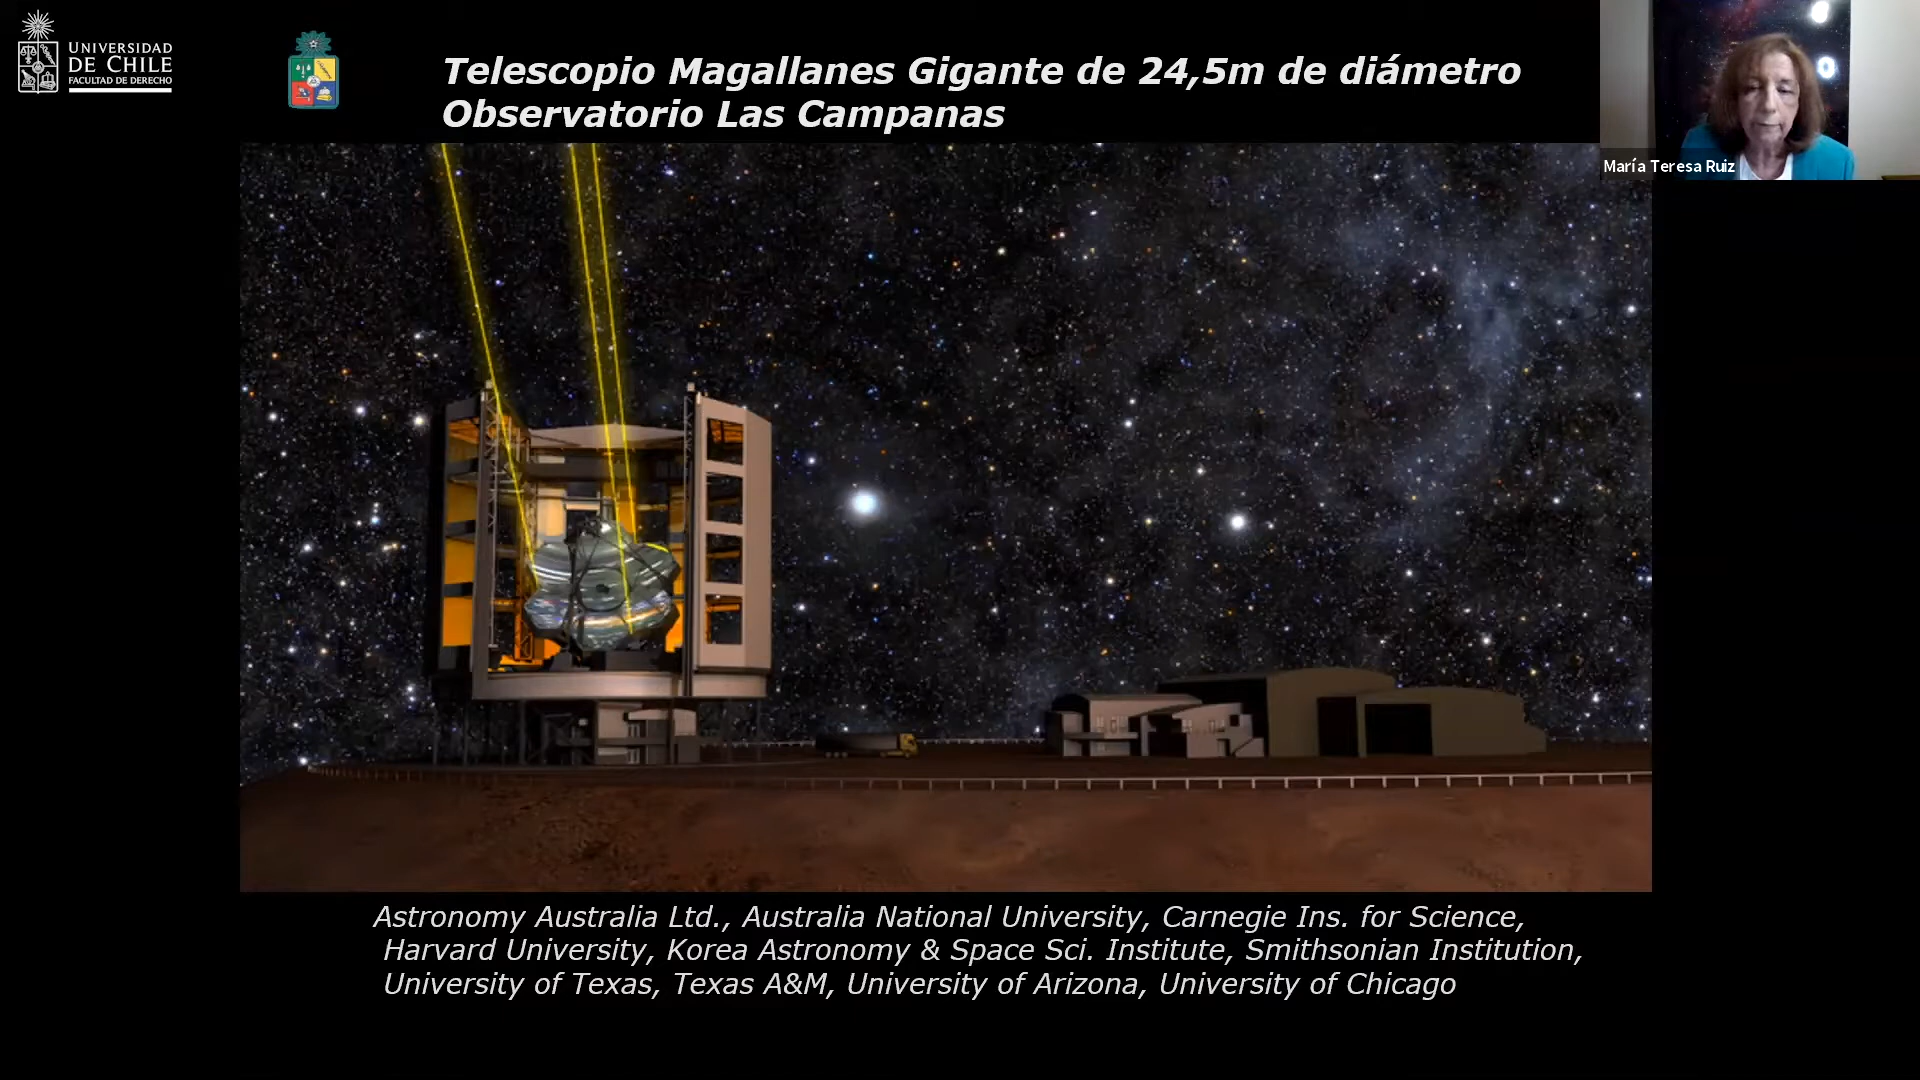 UNIVERSIDAD
DE CHILE
FACULTAD DE DERECHO
Telescopio Magallanes Gigante de 24,5m de diámetro
Observatorio Las Campanas
María Teresa Ruiz
Astronomy Australia Ltd., Australia National University, Carnegie Ins. for Science,
Harvard University, Korea Astronomy & Space Sci. Institute, Smithsonian Institution,
University of Texas, Texas A&M, University of Arizona, University of Chicago